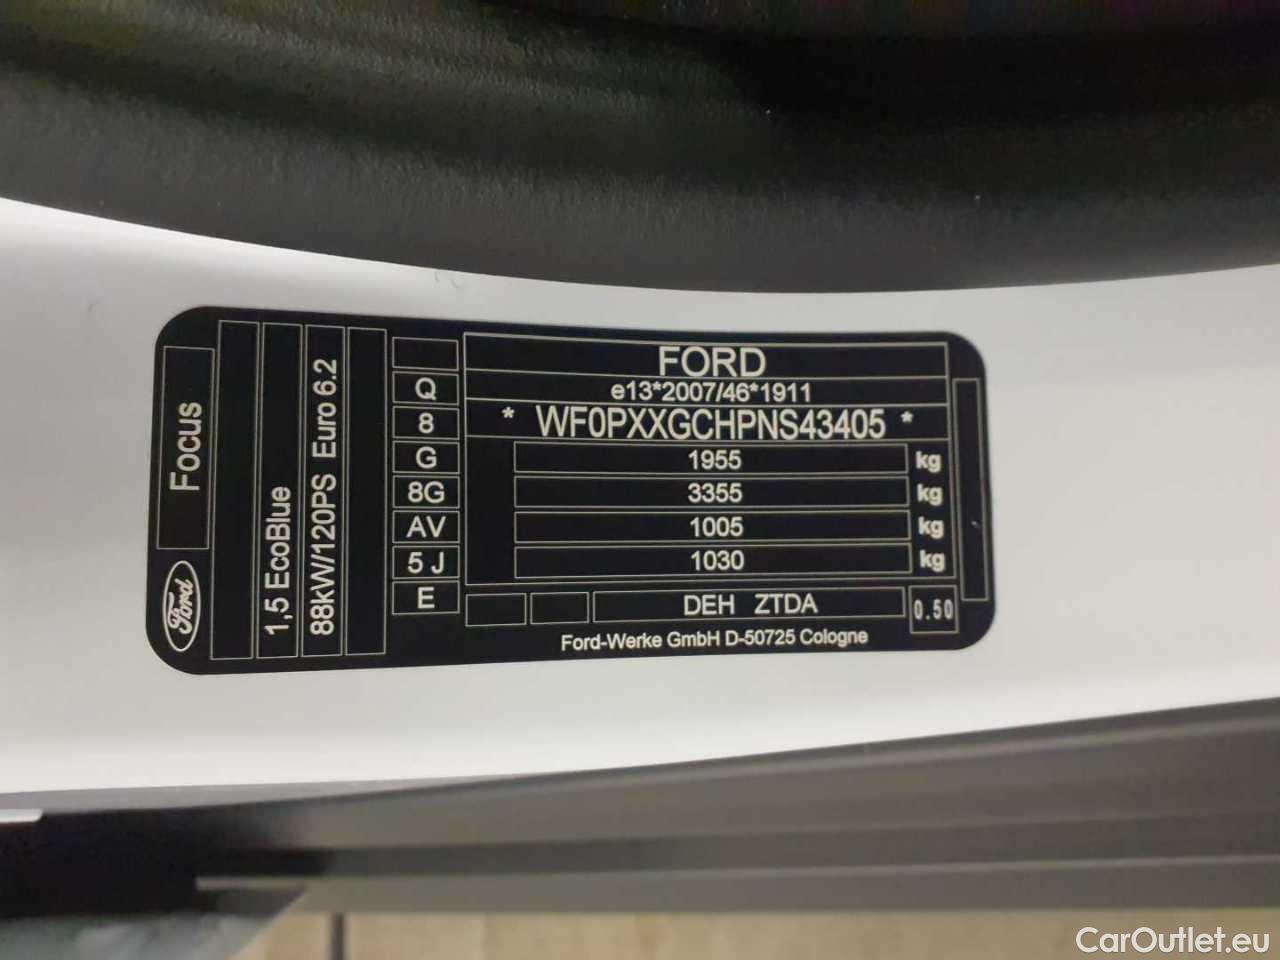 Focus
Ford
1,5 EcoBlue
88kW/120PS Euro 6.2
Q
8
G
8G
AV
5 J
E
FORD
e13*2007/46*1911
* WF0PXXGCHPNS43405 *
1955 kg
3355 kg
1005 kg
1030 kg
DEH ZTDA
0.50
Ford-Werke GmbH D-50725 Cologne
CarOutlet.eu